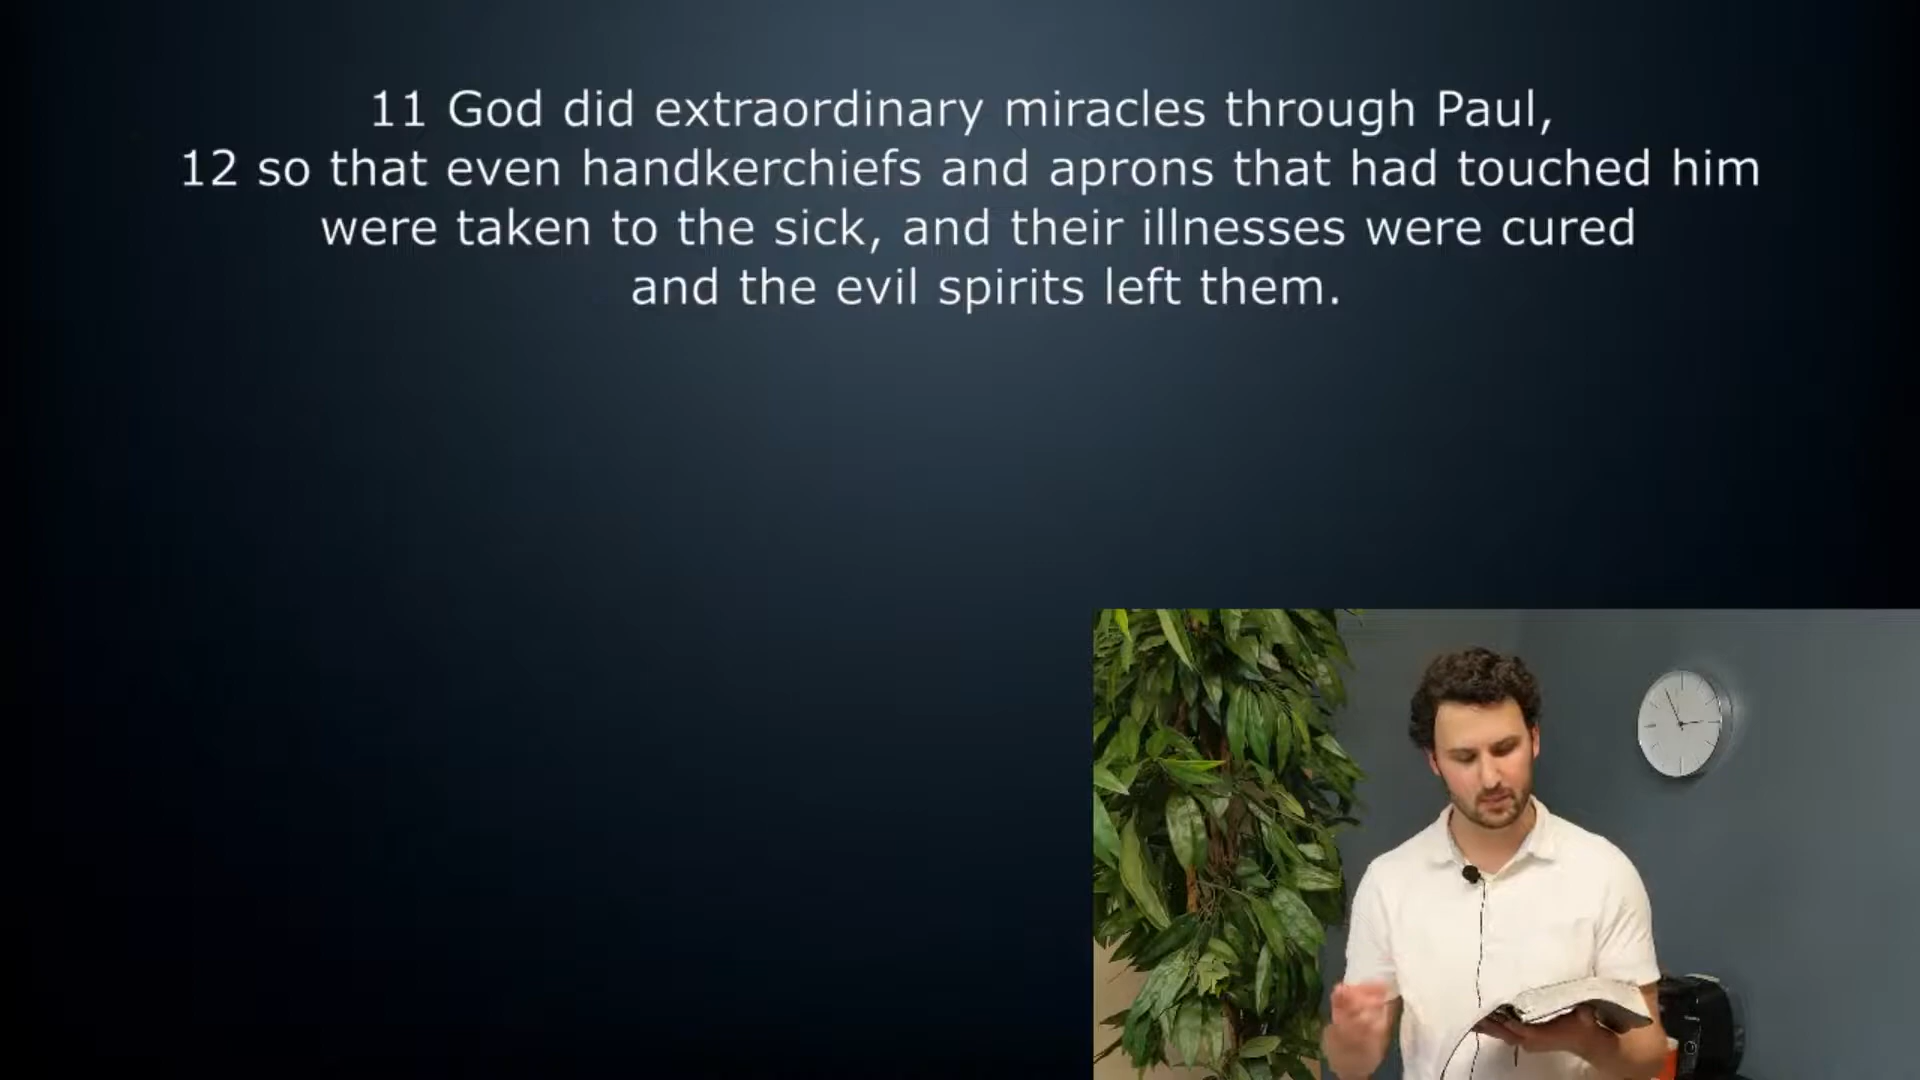 11 God did extraordinary miracles through Paul,
12 so that even handkerchiefs and aprons that had touched him
were taken to the sick, and their illnesses were cured
and the evil spirits left them.